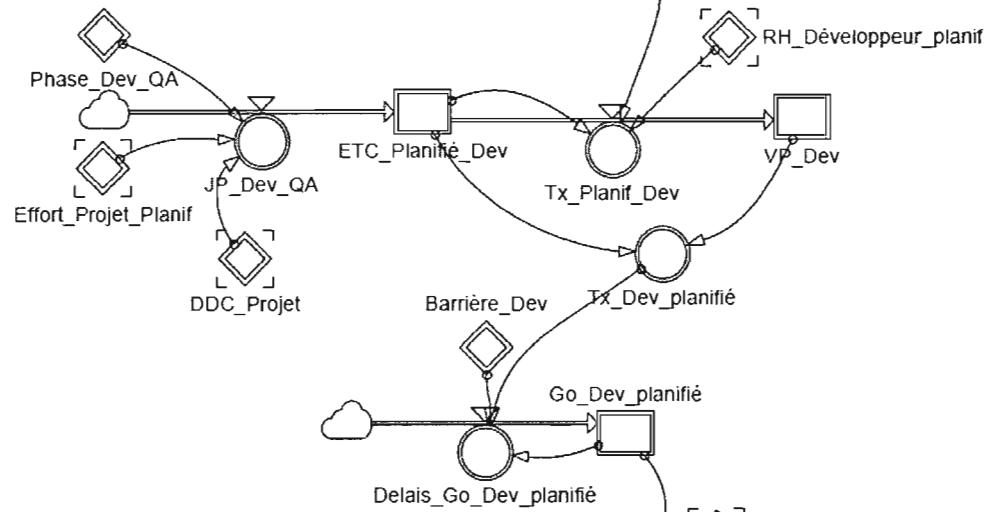 RH_Développeur_planif
Phase_Dev_QA
ETC_Planifié_Dev
VP_Dev
JP_Dev_QA
Tx_Planif_Dev
Effort_Projet_Planif
DDC_Projet
Tx_Dev_planifié
Barrière_Dev
Go_Dev_planifié
Delais_Go_Dev_planifié